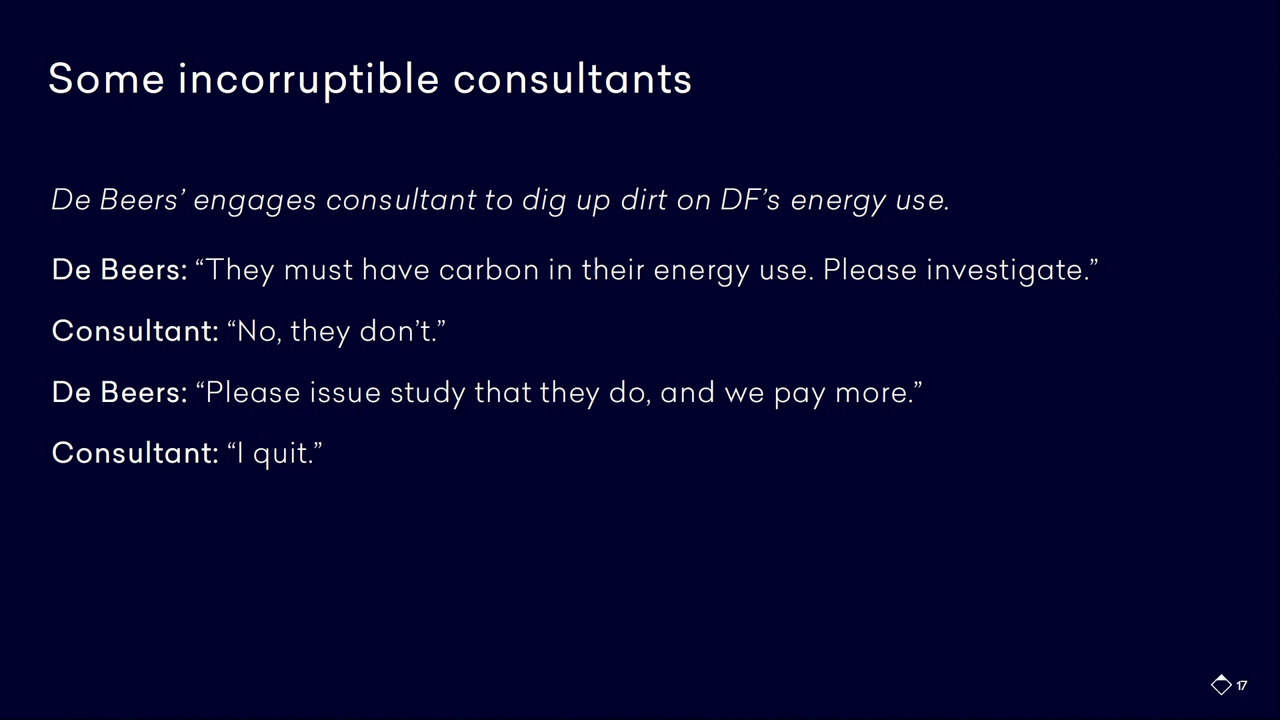 Some incorruptible consultants
De Beers’ engages consultant to dig up dirt on DF’s energy use.
De Beers: “They must have carbon in their energy use. Please investigate.”
Consultant: “No, they don’t.”
De Beers: “Please issue study that they do, and we pay more.”
Consultant: “I quit.”
17